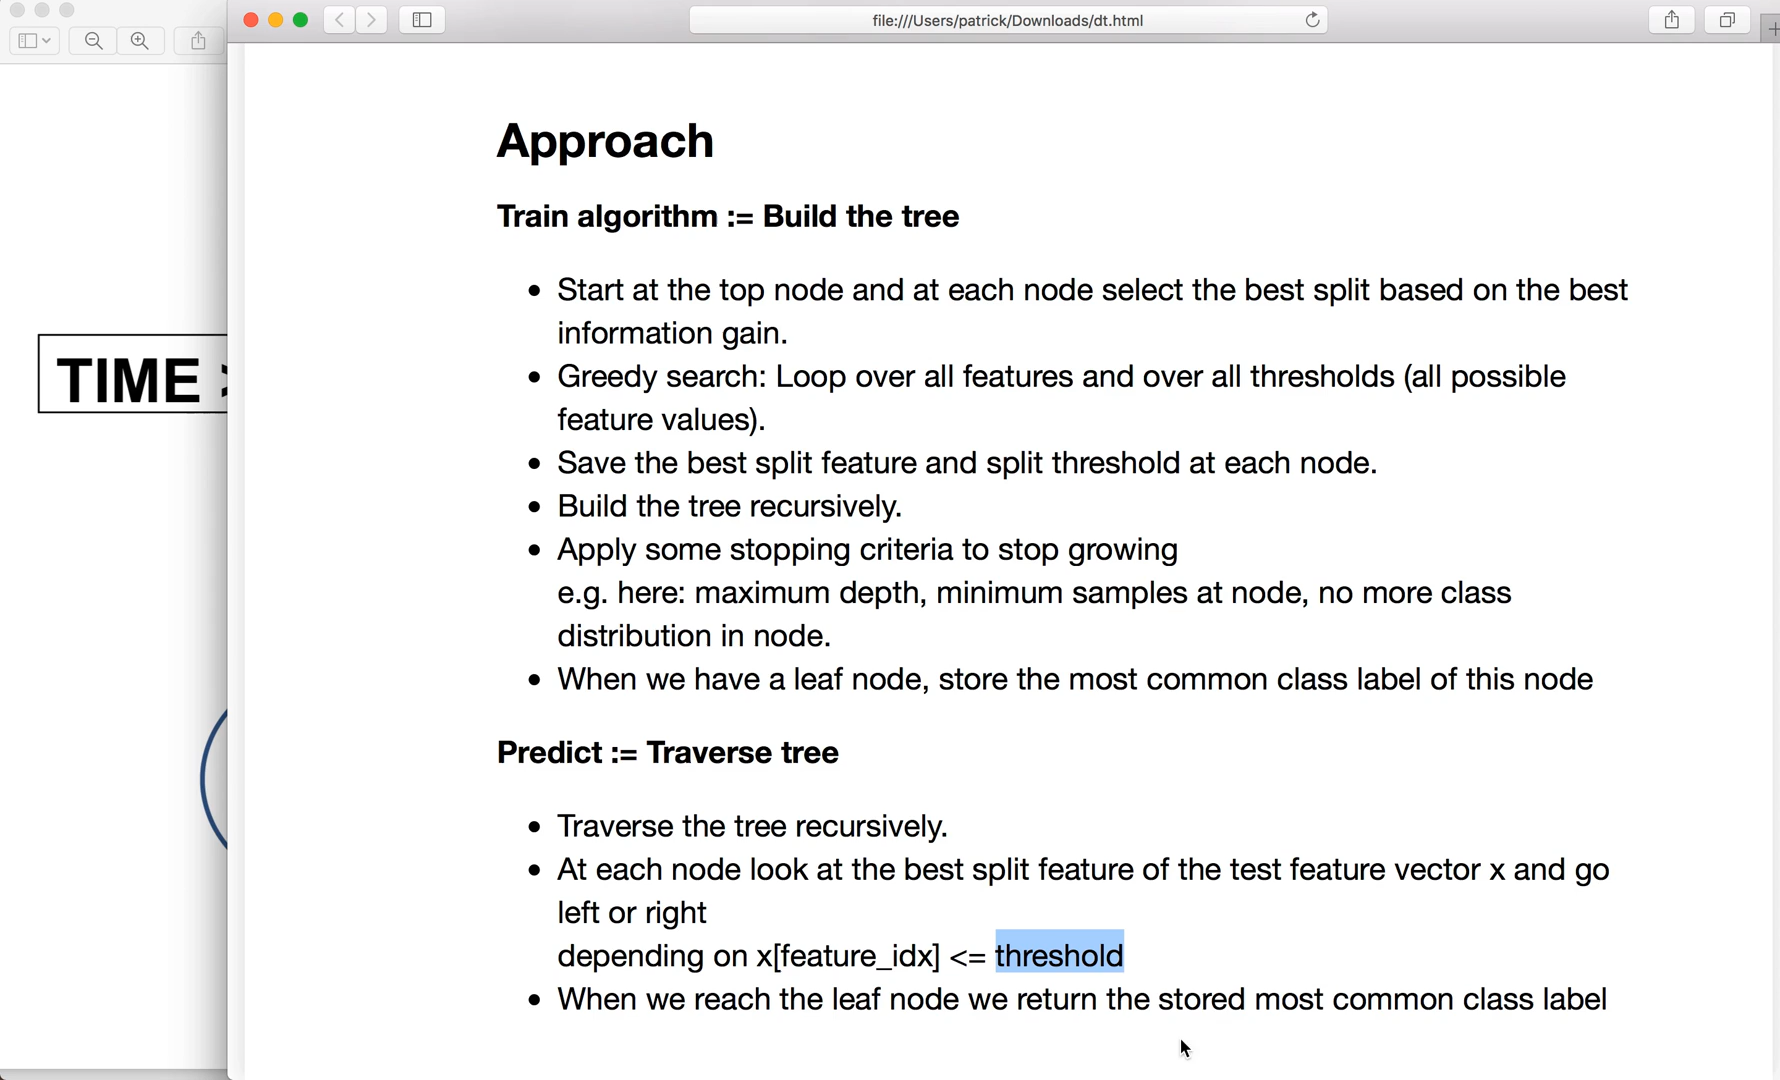 file:///Users/patrick/Downloads/dt.html
Approach
Train algorithm := Build the tree
• Start at the top node and at each node select the best split based on the best
information gain.
• Greedy search: Loop over all features and over all thresholds (all possible
feature values).
• Save the best split feature and split threshold at each node.
• Build the tree recursively.
• Apply some stopping criteria to stop growing
e.g. here: maximum depth, minimum samples at node, no more class
distribution in node.
• When we have a leaf node, store the most common class label of this node
Predict := Traverse tree
• Traverse the tree recursively.
• At each node look at the best split feature of the test feature vector x and go
left or right
depending on x[feature_idx] <= threshold
• When we reach the leaf node we return the stored most common class label
TIME >